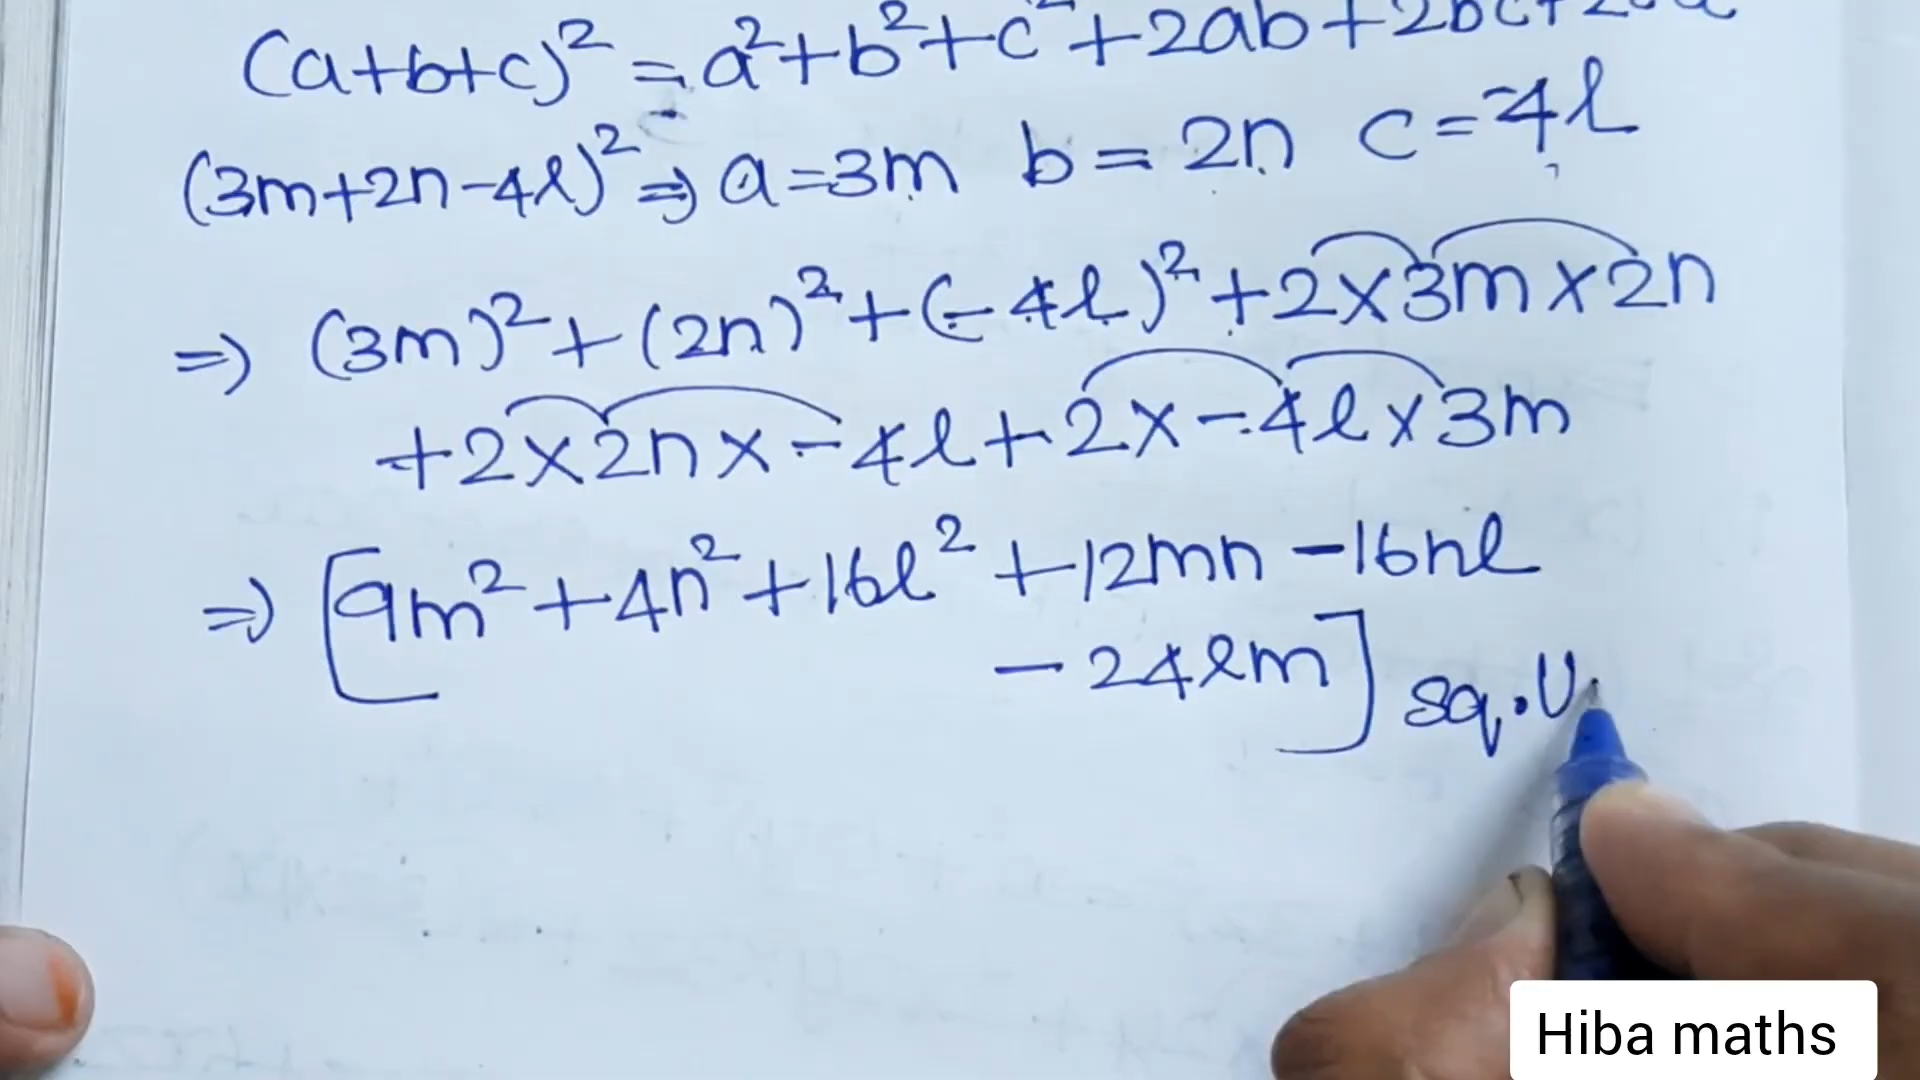 (a+b+c)² = a²+b²+c²+2ab+2bc+2ca
(3m+2n-4l)² ⇒ a=3m b=2n c=-4l
⇒ (3m)²+(2n)²+(-4l)²+2×3m×2n
+2×2n×-4l+2×-4l×3m
⇒ [9m²+4n²+16l²+12mn-16nl
-24lm] sq.U
Hiba maths